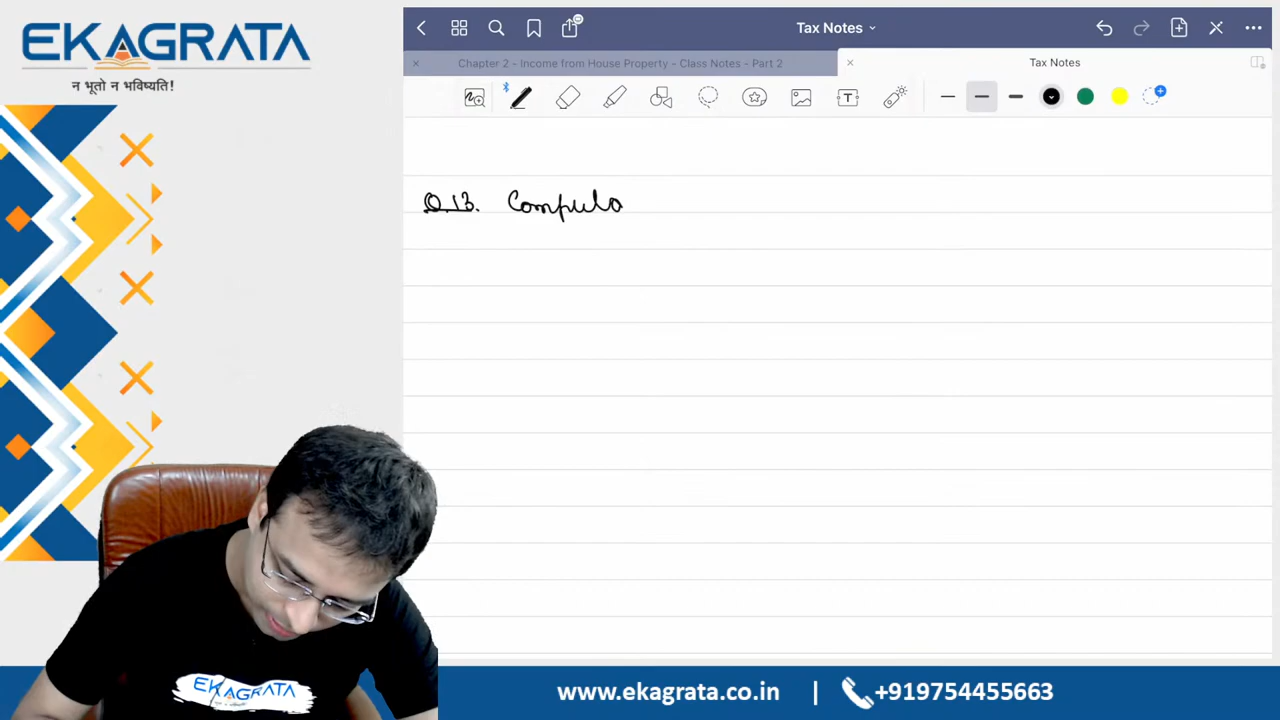 EKAGRATA
न भूतो न भविष्यति!
Tax Notes
Chapter 2 - Income from House Property - Class Notes - Part 2
Tax Notes
T
Q.13. Computa
EKAGRATA
www.ekagrata.co.in | +919754455663